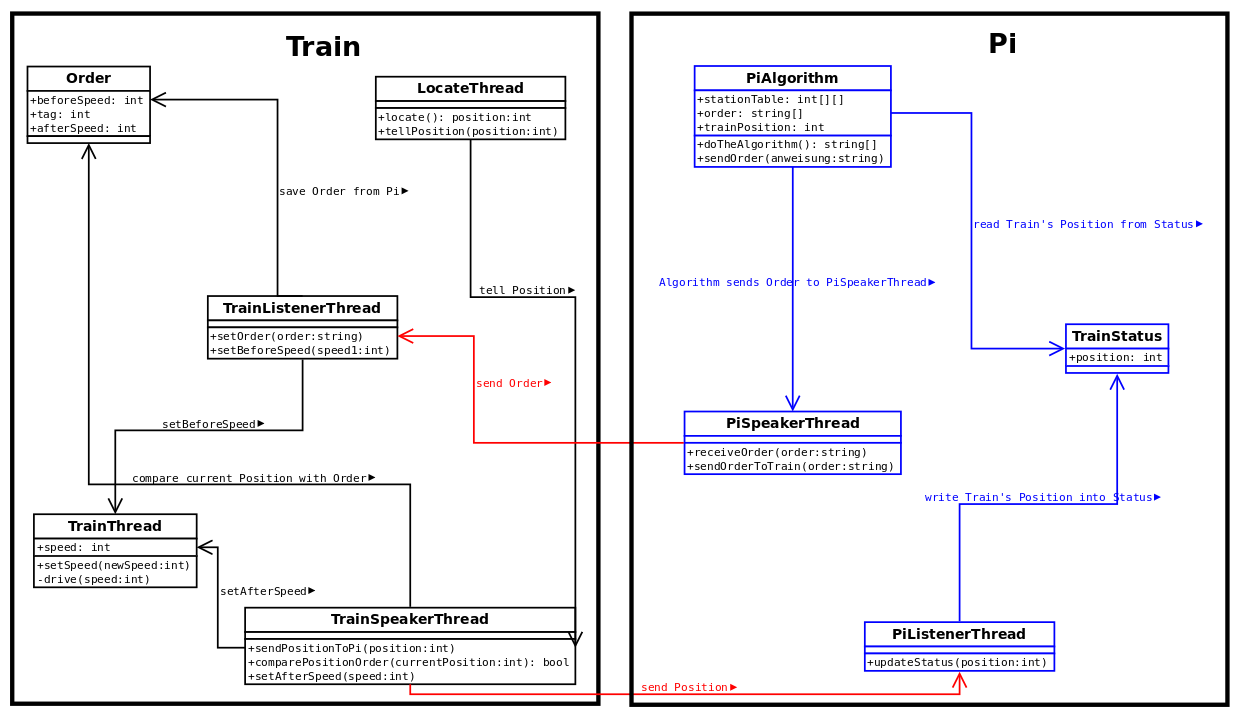 Train
Order
+beforeSpeed: int
+tag: int
+afterSpeed: int
LocateThread
+locate(): position:int
+tellPosition(position:int)
save Order from Pi►
tell Position►
TrainListenerThread
+setOrder(order:string)
+setBeforeSpeed(speed1:int)
send Order►
setBeforeSpeed►
compare current Position with Order►
TrainThread
+speed: int
+setSpeed(newSpeed:int)
-drive(speed:int)
setAfterSpeed►
TrainSpeakerThread
+sendPositionToPi(position:int)
+comparePositionOrder(currentPosition:int): bool
+setAfterSpeed(speed:int)
send Position►
Pi
PiAlgorithm
+stationTable: int[][]
+order: string[]
+trainPosition: int
+doTheAlgorithm(): string[]
+sendOrder(anweisung:string)
read Train's Position from Status►
Algorithm sends Order to PiSpeakerThread►
TrainStatus
+position: int
PiSpeakerThread
+receiveOrder(order:string)
+sendOrderToTrain(order:string)
write Train's Position into Status►
PiListenerThread
+updateStatus(position:int)